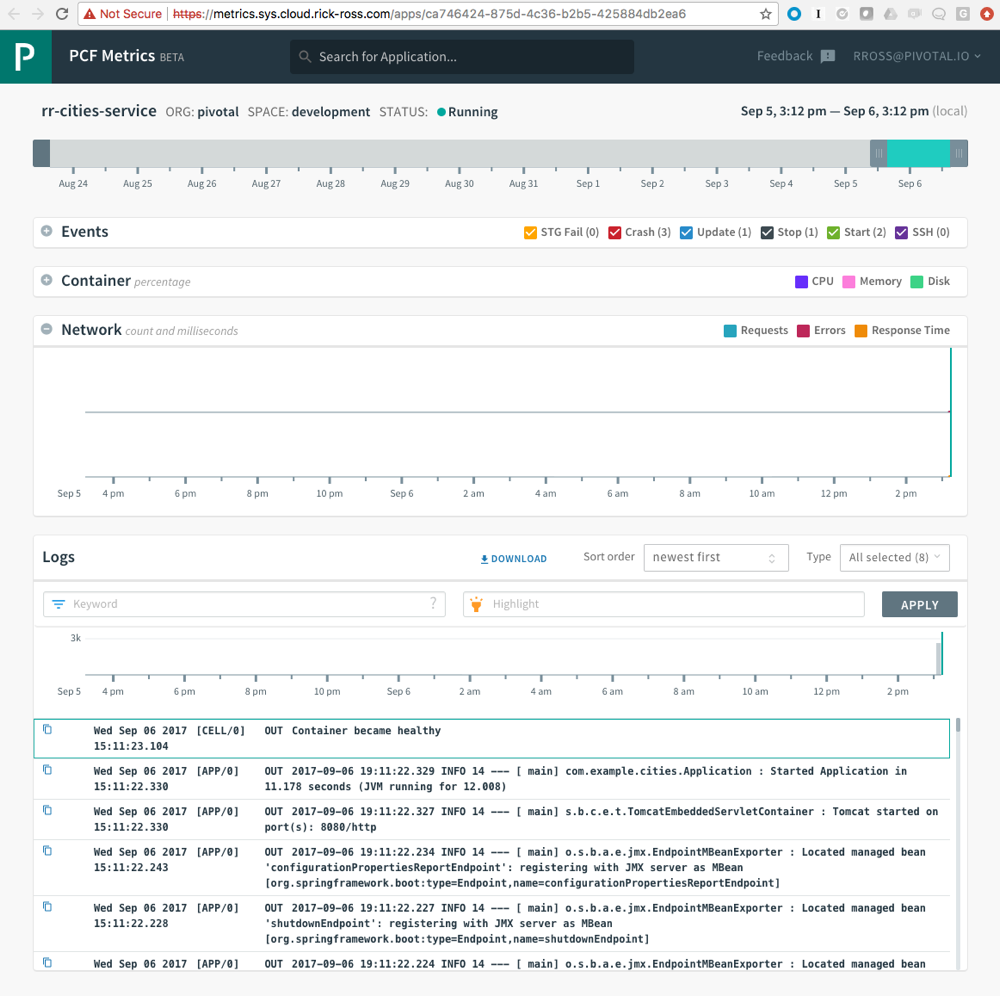 Not Secure | https://metrics.sys.cloud.rick-ross.com/apps/ca746424-875d-4c36-b2b5-425884db2ea6
P PCF Metrics BETA Search for Application... Feedback RROSS@PIVOTAL.IO
rr-cities-service ORG: pivotal SPACE: development STATUS: Running Sep 5, 3:12 pm — Sep 6, 3:12 pm (local)
Aug 24 Aug 25 Aug 26 Aug 27 Aug 28 Aug 29 Aug 30 Aug 31 Sep 1 Sep 2 Sep 3 Sep 4 Sep 5 Sep 6
Events STG Fail (0) Crash (3) Update (1) Stop (1) Start (2) SSH (0)
Container percentage CPU Memory Disk
Network count and milliseconds Requests Errors Response Time
Sep 5 4 pm 6 pm 8 pm 10 pm Sep 6 2 am 4 am 6 am 8 am 10 am 12 pm 2 pm
Logs DOWNLOAD Sort order newest first Type All selected (8)
Keyword ? Highlight APPLY
3k
Sep 5 4 pm 6 pm 8 pm 10 pm Sep 6 2 am 4 am 6 am 8 am 10 am 12 pm 2 pm
Wed Sep 06 2017 [CELL/0] OUT Container became healthy
15:11:23.104
Wed Sep 06 2017 [APP/0] OUT 2017-09-06 19:11:22.329 INFO 14 --- [ main] com.example.cities.Application : Started Application in
15:11:22.330 11.178 seconds (JVM running for 12.008)
Wed Sep 06 2017 [APP/0] OUT 2017-09-06 19:11:22.327 INFO 14 --- [ main] s.b.c.e.t.TomcatEmbeddedServletContainer : Tomcat started on
15:11:22.330 port(s): 8080/http
Wed Sep 06 2017 [APP/0] OUT 2017-09-06 19:11:22.234 INFO 14 --- [ main] o.s.b.a.e.jmx.EndpointMBeanExporter : Located managed bean
15:11:22.243 'configurationPropertiesReportEndpoint': registering with JMX server as MBean
[org.springframework.boot:type=Endpoint,name=configurationPropertiesReportEndpoint]
Wed Sep 06 2017 [APP/0] OUT 2017-09-06 19:11:22.227 INFO 14 --- [ main] o.s.b.a.e.jmx.EndpointMBeanExporter : Located managed bean
15:11:22.228 'shutdownEndpoint': registering with JMX server as MBean
[org.springframework.boot:type=Endpoint,name=shutdownEndpoint]
Wed Sep 06 2017 [APP/0] OUT 2017-09-06 19:11:22.224 INFO 14 --- [ main] o.s.b.a.e.jmx.EndpointMBeanExporter : Located managed bean